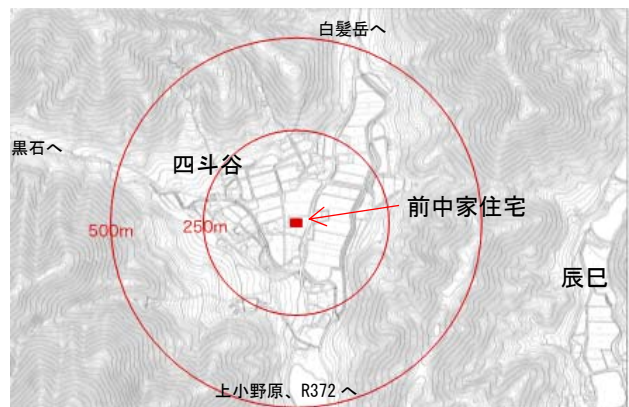 白髪岳へ
黒石へ
四斗谷
前中家住宅
500m
250m
辰巳
上小野原、R372 へ